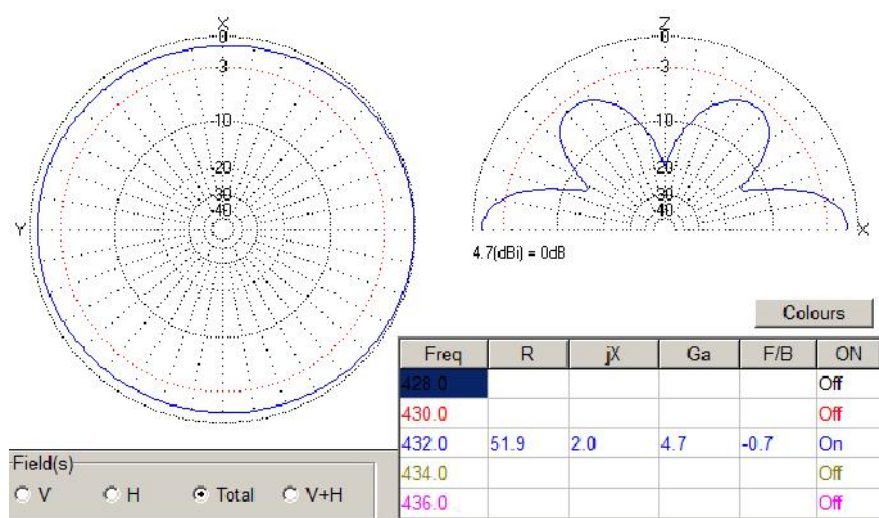 X
0
-3
-10
-20
-30
-40
Y
Z
0
-3
-10
-20
-30
-40
X
4.7(dBi) = 0dB
Colours
Freq R jX Ga F/B ON
428.0 Off
430.0 Off
432.0 51.9 2.0 4.7 -0.7 On
434.0 Off
436.0 Off
Field(s)
V H Total V+H